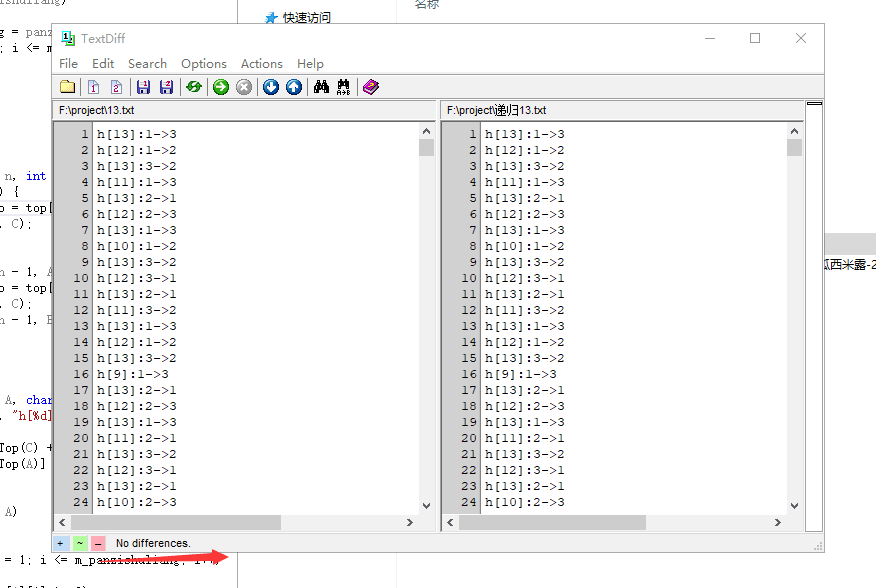 快速访问
名称
TextDiff
File Edit Search Options Actions Help
F:\project\13.txt
1 h[13]:1->3
2 h[12]:1->2
3 h[13]:3->2
4 h[11]:1->3
5 h[13]:2->1
6 h[12]:2->3
7 h[13]:1->3
8 h[10]:1->2
9 h[13]:3->2
10 h[12]:3->1
11 h[13]:2->1
12 h[11]:3->2
13 h[13]:1->3
14 h[12]:1->2
15 h[13]:3->2
16 h[9]:1->3
17 h[13]:2->1
18 h[12]:2->3
19 h[13]:1->3
20 h[11]:2->1
21 h[13]:3->2
22 h[12]:3->1
23 h[13]:2->1
24 h[10]:2->3
F:\project\递归13.txt
1 h[13]:1->3
2 h[12]:1->2
3 h[13]:3->2
4 h[11]:1->3
5 h[13]:2->1
6 h[12]:2->3
7 h[13]:1->3
8 h[10]:1->2
9 h[13]:3->2
10 h[12]:3->1
11 h[13]:2->1
12 h[11]:3->2
13 h[13]:1->3
14 h[12]:1->2
15 h[13]:3->2
16 h[9]:1->3
17 h[13]:2->1
18 h[12]:2->3
19 h[13]:1->3
20 h[11]:2->1
21 h[13]:3->2
22 h[12]:3->1
23 h[13]:2->1
24 h[10]:2->3
+ ~ – No differences.
g = panz
; i <= m
n, int
) {
o = top[
, C);
n - 1, A
o = top[
, C);
n - 1, B
A, char
, "h[%d]
Top(C) +
Top(A)]
A)
= 1; i <= m_panzishuliang; i++
西米露-2